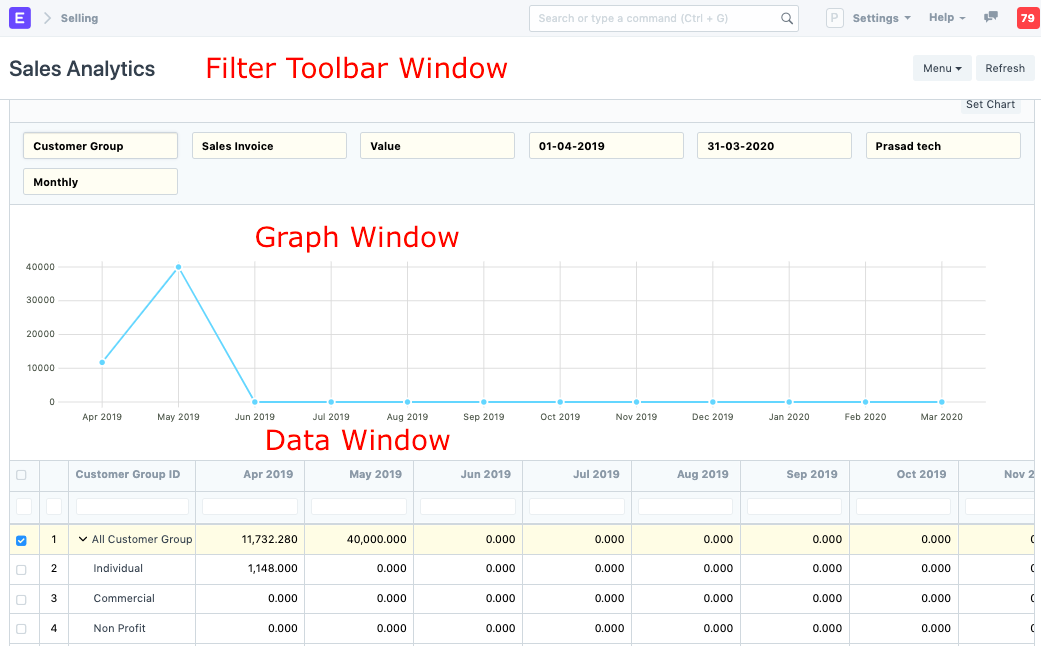 E Selling Search or type a command (Ctrl + G) P Settings Help 79
Sales Analytics Filter Toolbar Window Menu Refresh
Set Chart
Customer Group Sales Invoice Value 01-04-2019 31-03-2020 Prasad tech
Monthly
Graph Window
40000
30000
20000
10000
0
Apr 2019 May 2019 Jun 2019 Jul 2019 Aug 2019 Sep 2019 Oct 2019 Nov 2019 Dec 2019 Jan 2020 Feb 2020 Mar 2020
Data Window
Customer Group ID Apr 2019 May 2019 Jun 2019 Jul 2019 Aug 2019 Sep 2019 Oct 2019 Nov 2
1 All Customer Group 11,732.280 40,000.000 0.000 0.000 0.000 0.000 0.000
2 Individual 1,148.000 0.000 0.000 0.000 0.000 0.000 0.000
3 Commercial 0.000 0.000 0.000 0.000 0.000 0.000 0.000
4 Non Profit 0.000 0.000 0.000 0.000 0.000 0.000 0.000